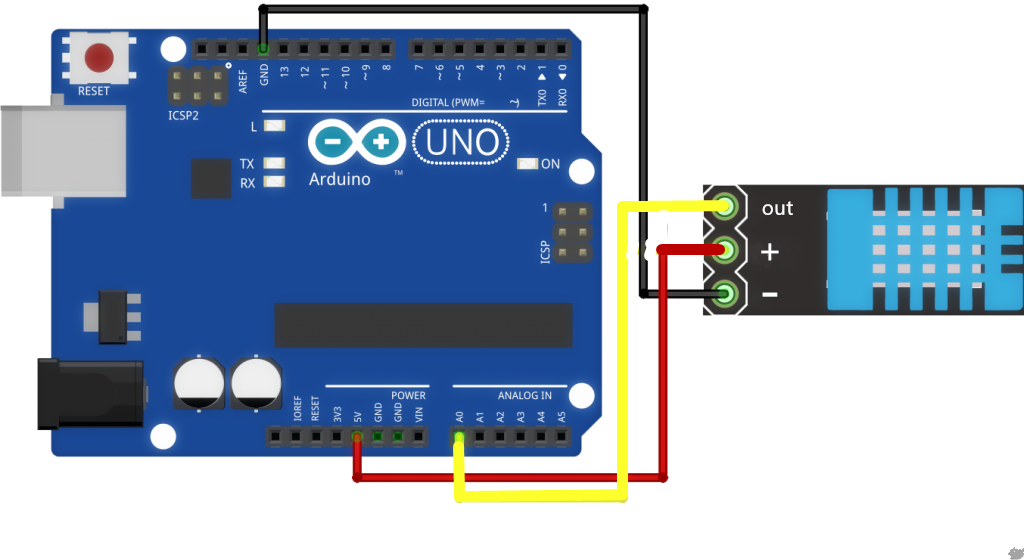 RESET
ICSP2
AREF
GND
13
12
~11
~10
~9
8
7
~6
~5
4
~3
2
TX0 ▶1
RX0 ◀0
DIGITAL (PWM= ~)
L
TX
RX
UNO
ON
Arduino
TM
1
ICSP
out
+
-
POWER
ANALOG IN
IOREF
RESET
3V3
5V
GND
GND
VIN
A0
A1
A2
A3
A4
A5